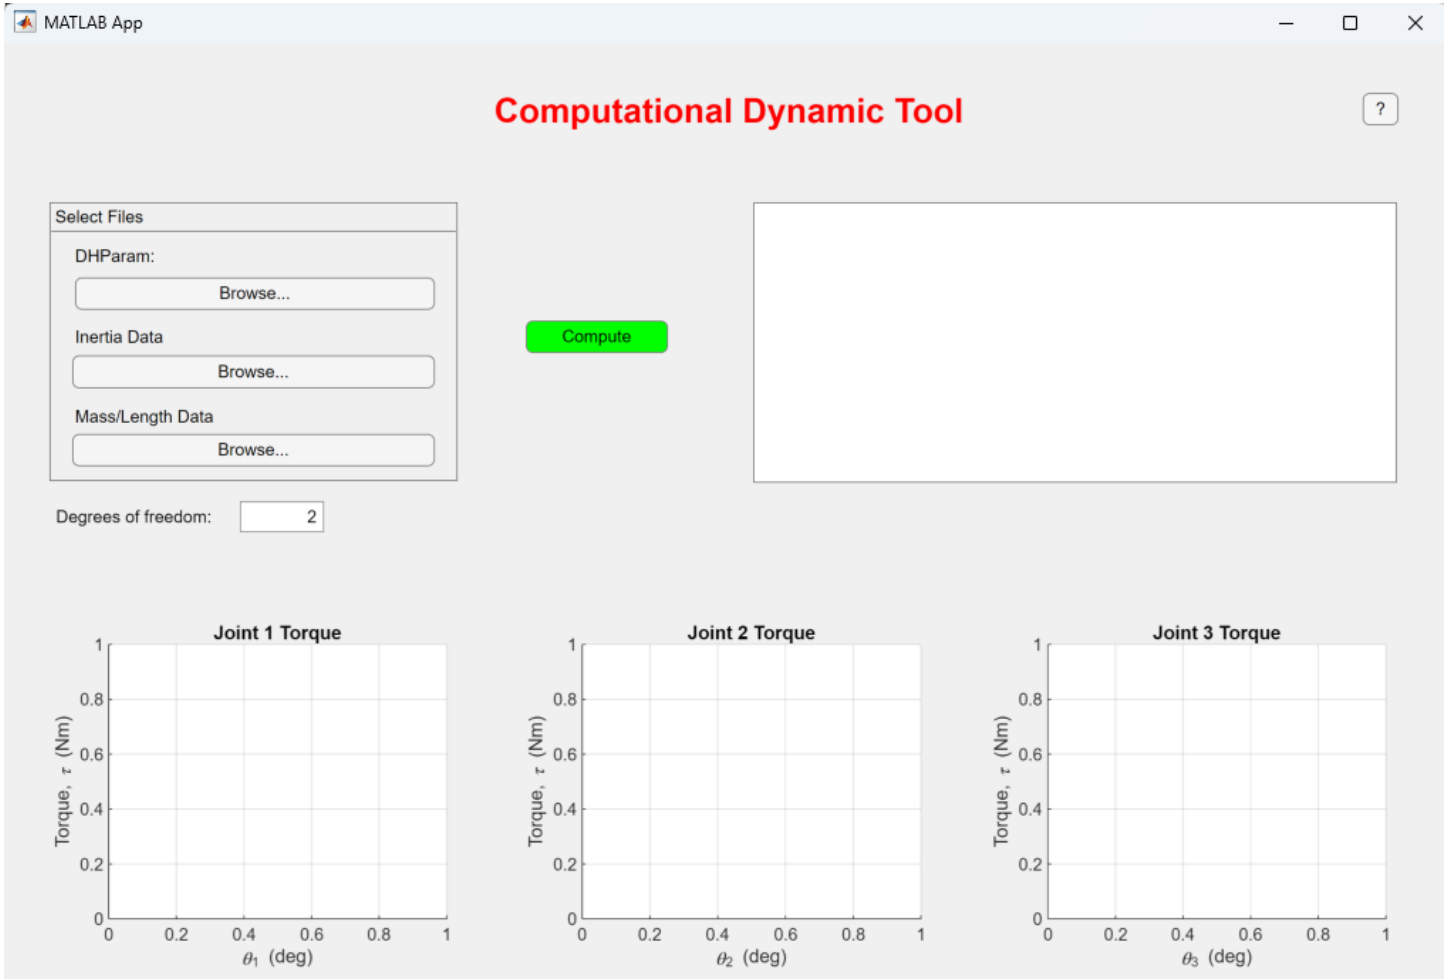 MATLAB App
Computational Dynamic Tool
?
Select Files
DHParam:
Browse...
Inertia Data
Browse...
Mass/Length Data
Browse...
Compute
Degrees of freedom:
2
Joint 1 Torque
Torque, τ (Nm)
1
0.8
0.6
0.4
0.2
0
0 0.2 0.4 0.6 0.8 1
θ₁ (deg)
Joint 2 Torque
Torque, τ (Nm)
1
0.8
0.6
0.4
0.2
0
0 0.2 0.4 0.6 0.8 1
θ₂ (deg)
Joint 3 Torque
Torque, τ (Nm)
1
0.8
0.6
0.4
0.2
0
0 0.2 0.4 0.6 0.8 1
θ₃ (deg)